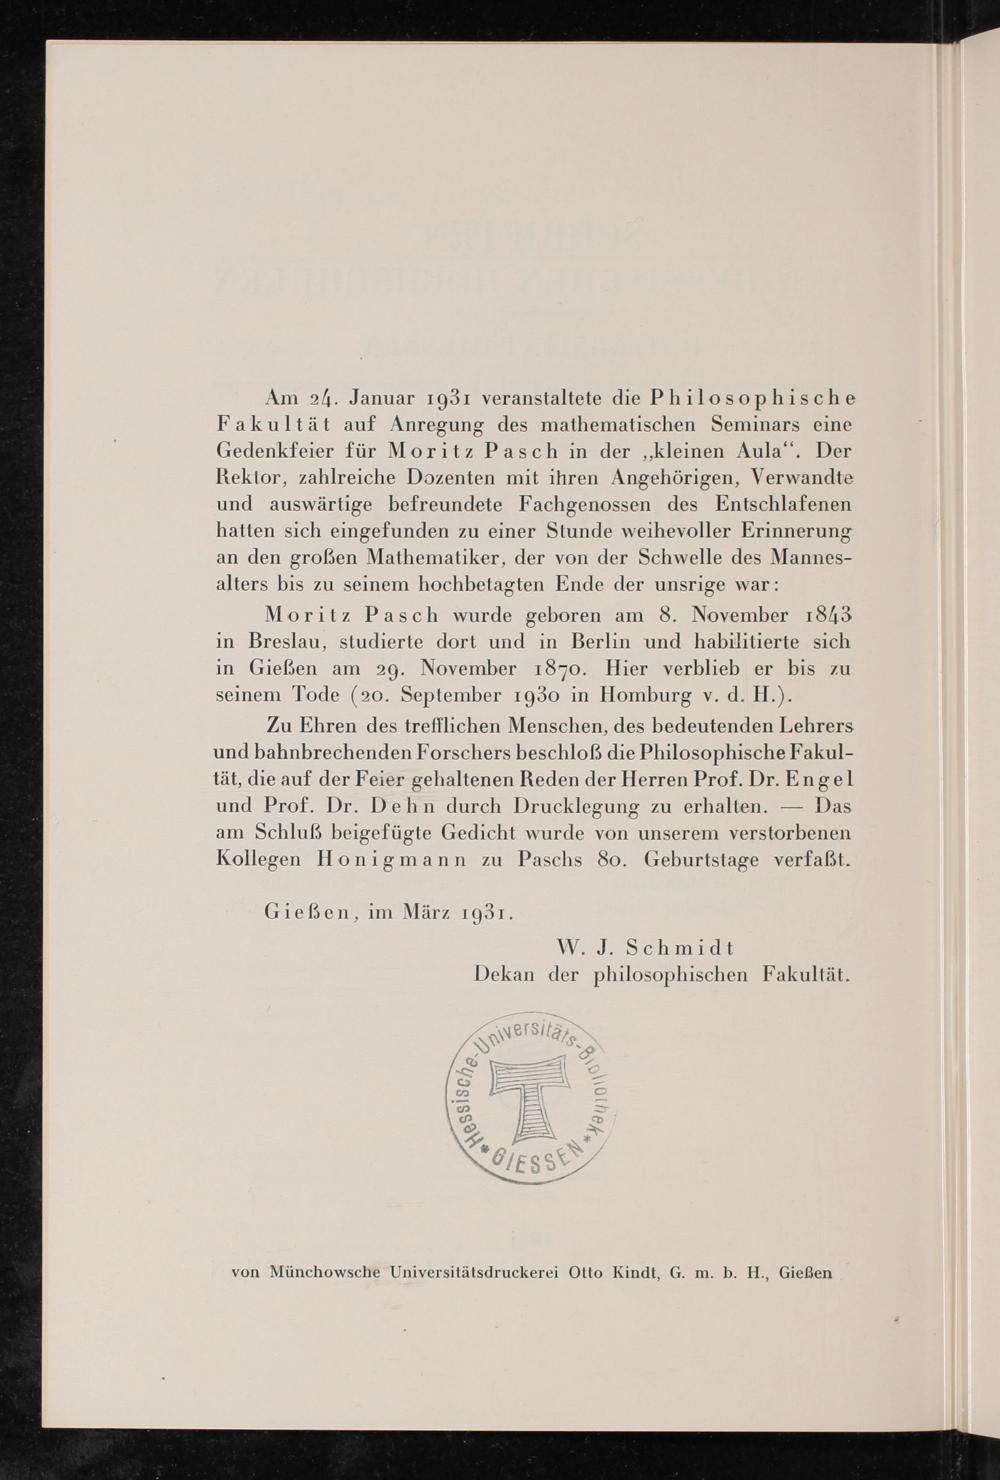 Am 24. Januar 1931 veranstaltete die Philosophische
Fakultät auf Anregung des mathematischen Seminars eine
Gedenkfeier für Moritz Pasch in der „kleinen Aula“. Der
Rektor, zahlreiche Dozenten mit ihren Angehörigen, Verwandte
und auswärtige befreundete Fachgenossen des Entschlafenen
hatten sich eingefunden zu einer Stunde weihevoller Erinnerung
an den großen Mathematiker, der von der Schwelle des Mannes-
alters bis zu seinem hochbetagten Ende der unsrige war:
Moritz Pasch wurde geboren am 8. November 1843
in Breslau, studierte dort und in Berlin und habilitierte sich
in Gießen am 29. November 1870. Hier verblieb er bis zu
seinem Tode (20. September 1930 in Homburg v. d. H.).
Zu Ehren des trefflichen Menschen, des bedeutenden Lehrers
und bahnbrechenden Forschers beschloß die Philosophische Fakul-
tät, die auf der Feier gehaltenen Reden der Herren Prof. Dr. Engel
und Prof. Dr. Dehn durch Drucklegung zu erhalten. — Das
am Schluß beigefügte Gedicht wurde von unserem verstorbenen
Kollegen Honigmann zu Paschs 80. Geburtstage verfaßt.
Gießen, im März 1931.
W. J. Schmidt
Dekan der philosophischen Fakultät.
*Hessische-Universitäts-Bibliothek*
GIESSEN
von Münchowsche Universitätsdruckerei Otto Kindt, G. m. b. H., Gießen